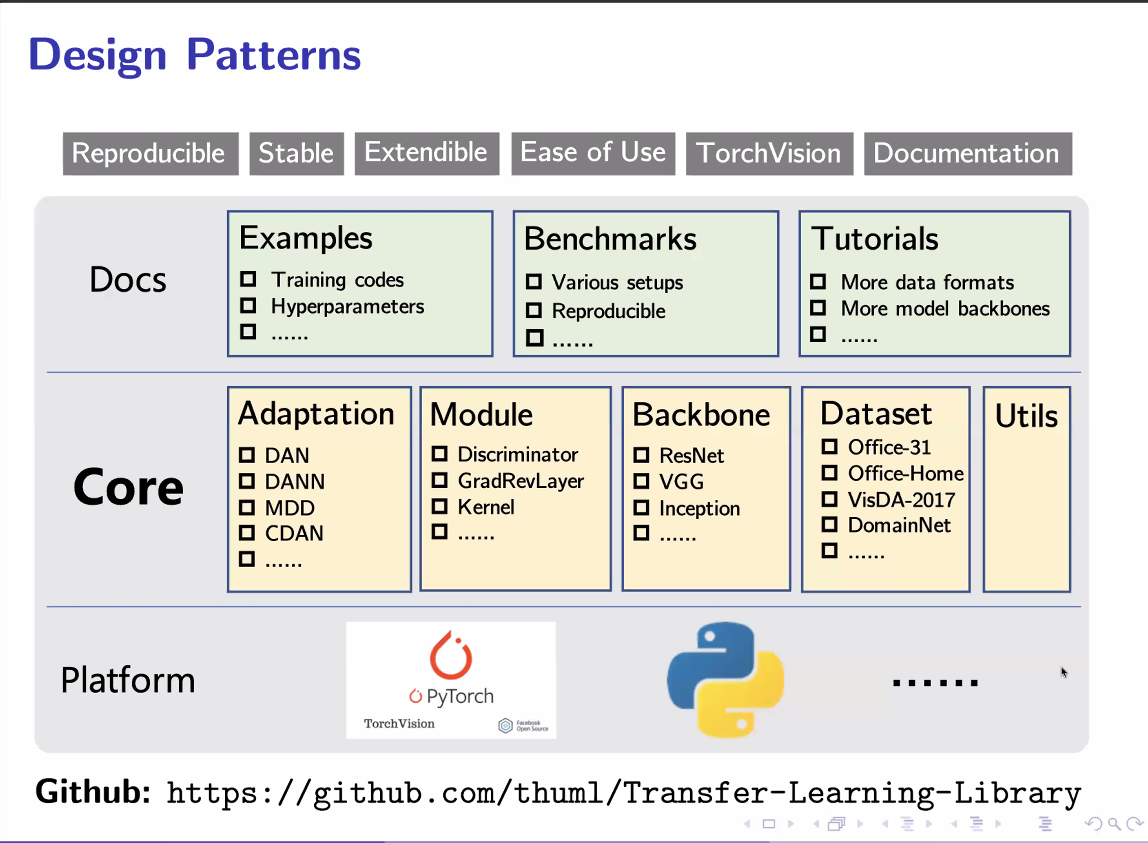 Design Patterns
Reproducible Stable Extendible Ease of Use TorchVision Documentation
Docs
Examples
Training codes
Hyperparameters
......
Benchmarks
Various setups
Reproducible
......
Tutorials
More data formats
More model backbones
......
Core
Adaptation
DAN
DANN
MDD
CDAN
......
Module
Discriminator
GradRevLayer
Kernel
......
Backbone
ResNet
VGG
Inception
......
Dataset
Office-31
Office-Home
VisDA-2017
DomainNet
......
Utils
Platform
PyTorch
TorchVision
Facebook
Open Source
......
Github: https://github.com/thuml/Transfer-Learning-Library